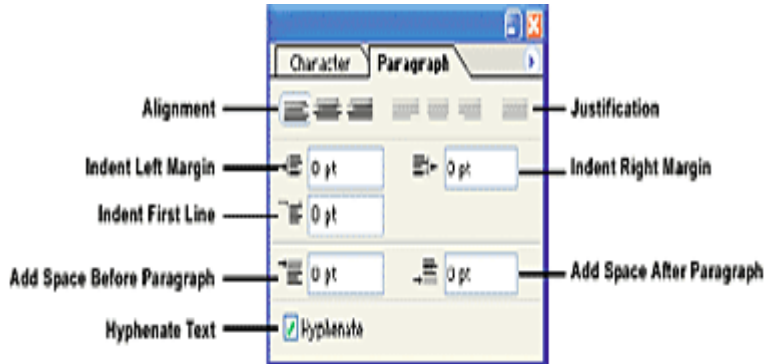 Character Paragraph
Alignment
Justification
Indent Left Margin 0 pt
0 pt Indent Right Margin
Indent First Line 0 pt
Add Space Before Paragraph 0 pt
0 pt Add Space After Paragraph
Hyphenate Text Hyphenate